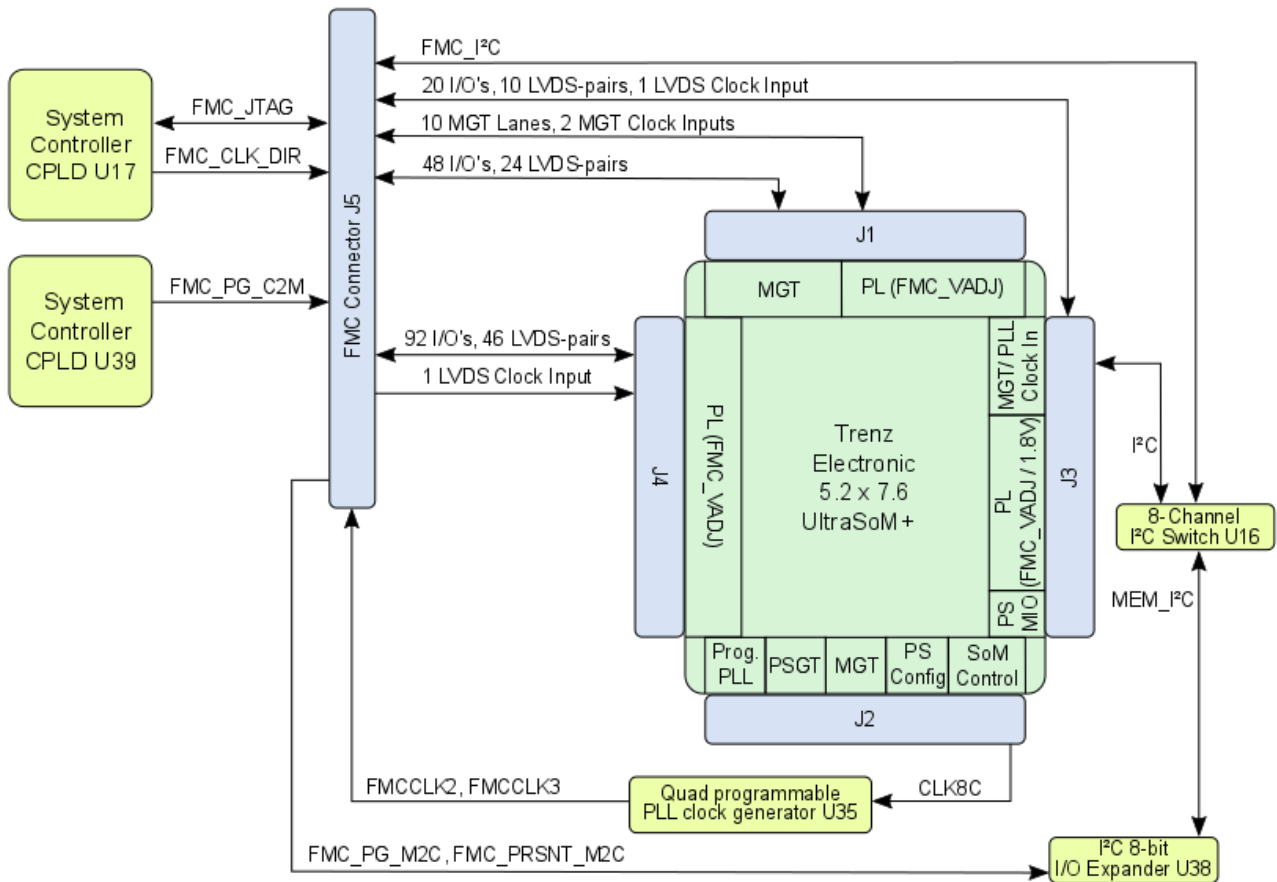 FMC_I²C
20 I/O's, 10 LVDS-pairs, 1 LVDS Clock Input
10 MGT Lanes, 2 MGT Clock Inputs
48 I/O's, 24 LVDS-pairs
System
Controller
CPLD U17
FMC_JTAG
FMC_CLK_DIR
FMC Connector J5
System
Controller
CPLD U39
FMC_PG_C2M
92 I/O's, 46 LVDS-pairs
1 LVDS Clock Input
J1
MGT
PL (FMC_VADJ)
J4
PL (FMC_VADJ)
Trenz
Electronic
5.2 x 7.6
UltraSoM+
MGT/ PLL
Clock In
PL
(FMC_VADJ / 1.8V)
PS
MIO
J3
I²C
8-Channel
I²C Switch U16
MEM_I²C
Prog.
PLL
PSGT
MGT
PS
Config
SoM
Control
J2
FMCCLK2, FMCCLK3
Quad programmable
PLL clock generator U35
CLK8C
FMC_PG_M2C, FMC_PRSNT_M2C
I²C 8-bit
I/O Expander U38